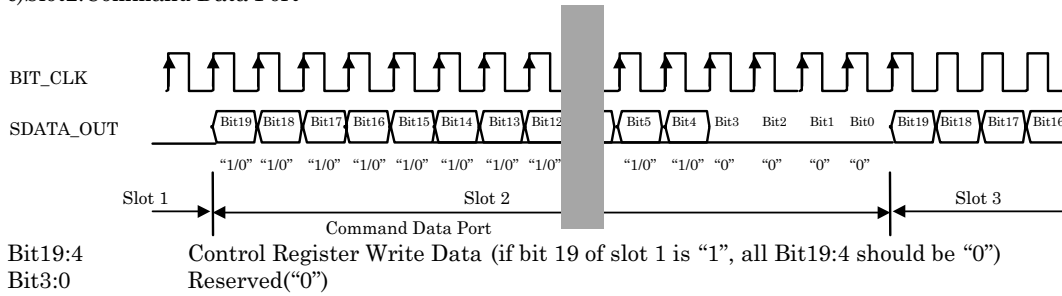 BIT_CLK
SDATA_OUT Bit19 Bit18 Bit17 Bit16 Bit15 Bit14 Bit13 Bit12 Bit5 Bit4 Bit3 Bit2 Bit1 Bit0 Bit19 Bit18 Bit17 Bit16
“1/0” “1/0” “1/0” “1/0” “1/0” “1/0” “1/0” “1/0” “1/0” “1/0” “0” “0” “0” “0”
Slot 1 Slot 2 Slot 3
Command Data Port
Bit19:4 Control Register Write Data (if bit 19 of slot 1 is “1”, all Bit19:4 should be “0”)
Bit3:0 Reserved(“0”)